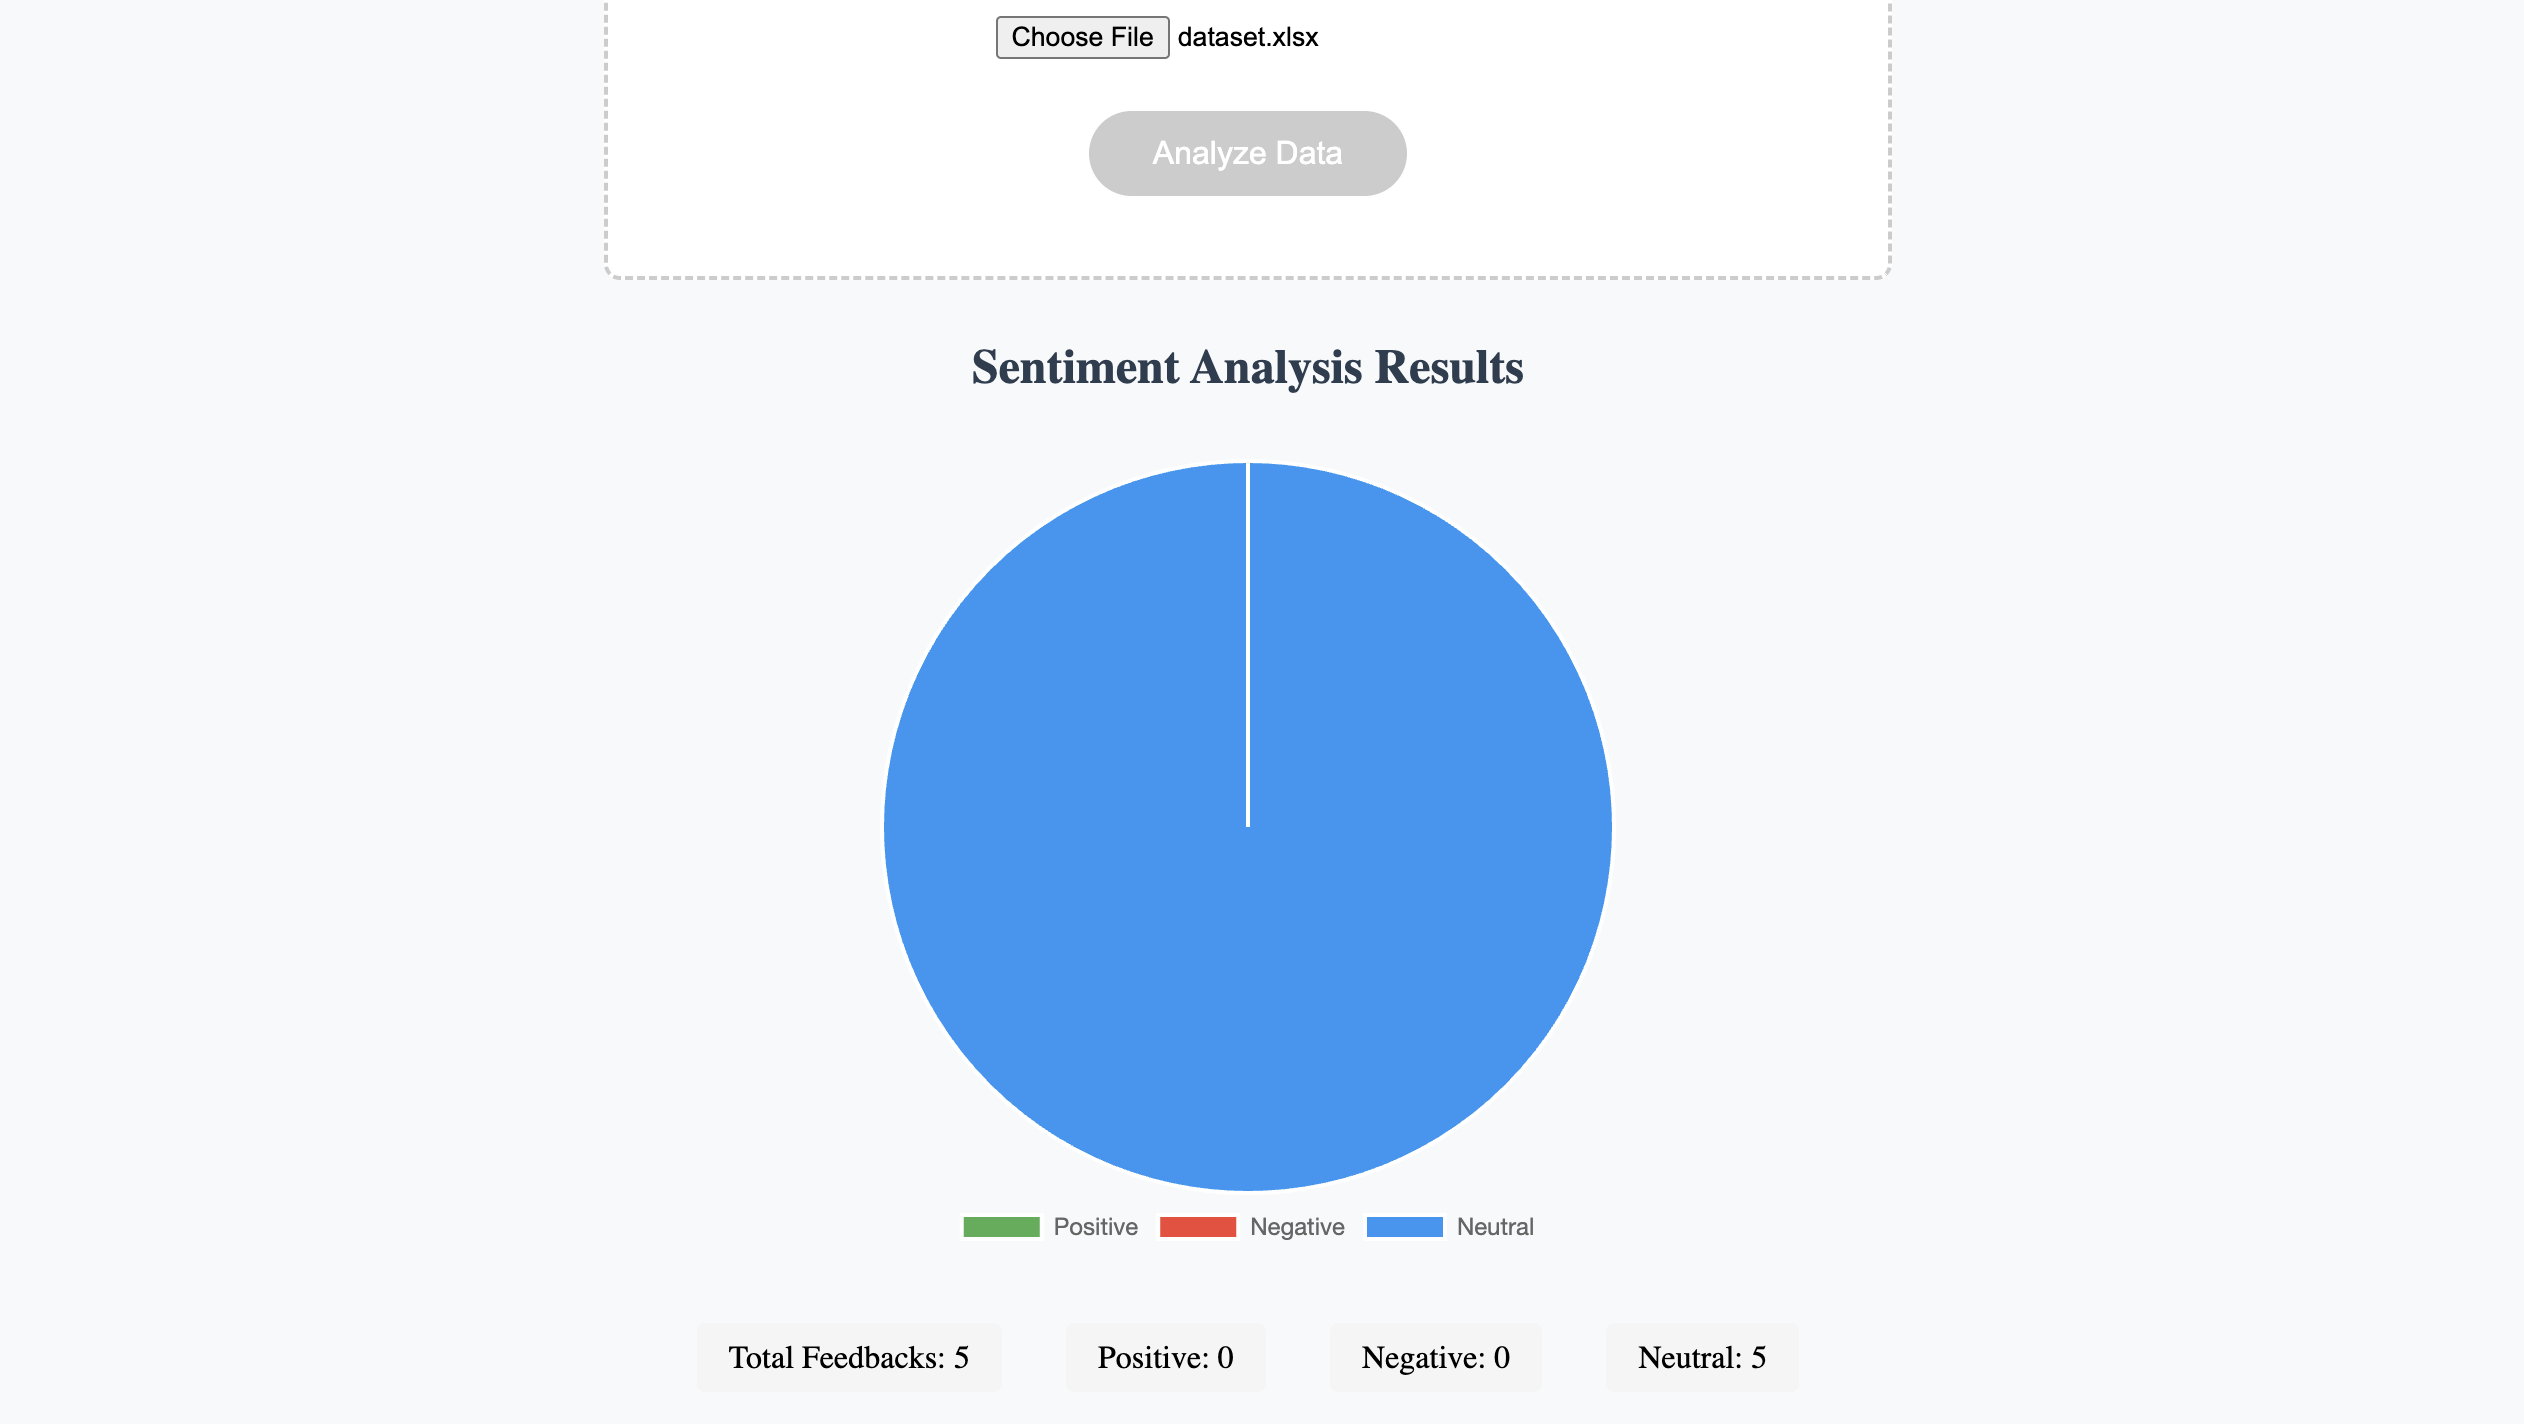 Choose File dataset.xlsx
Analyze Data
Sentiment Analysis Results
Positive Negative Neutral
Total Feedbacks: 5 Positive: 0 Negative: 0 Neutral: 5